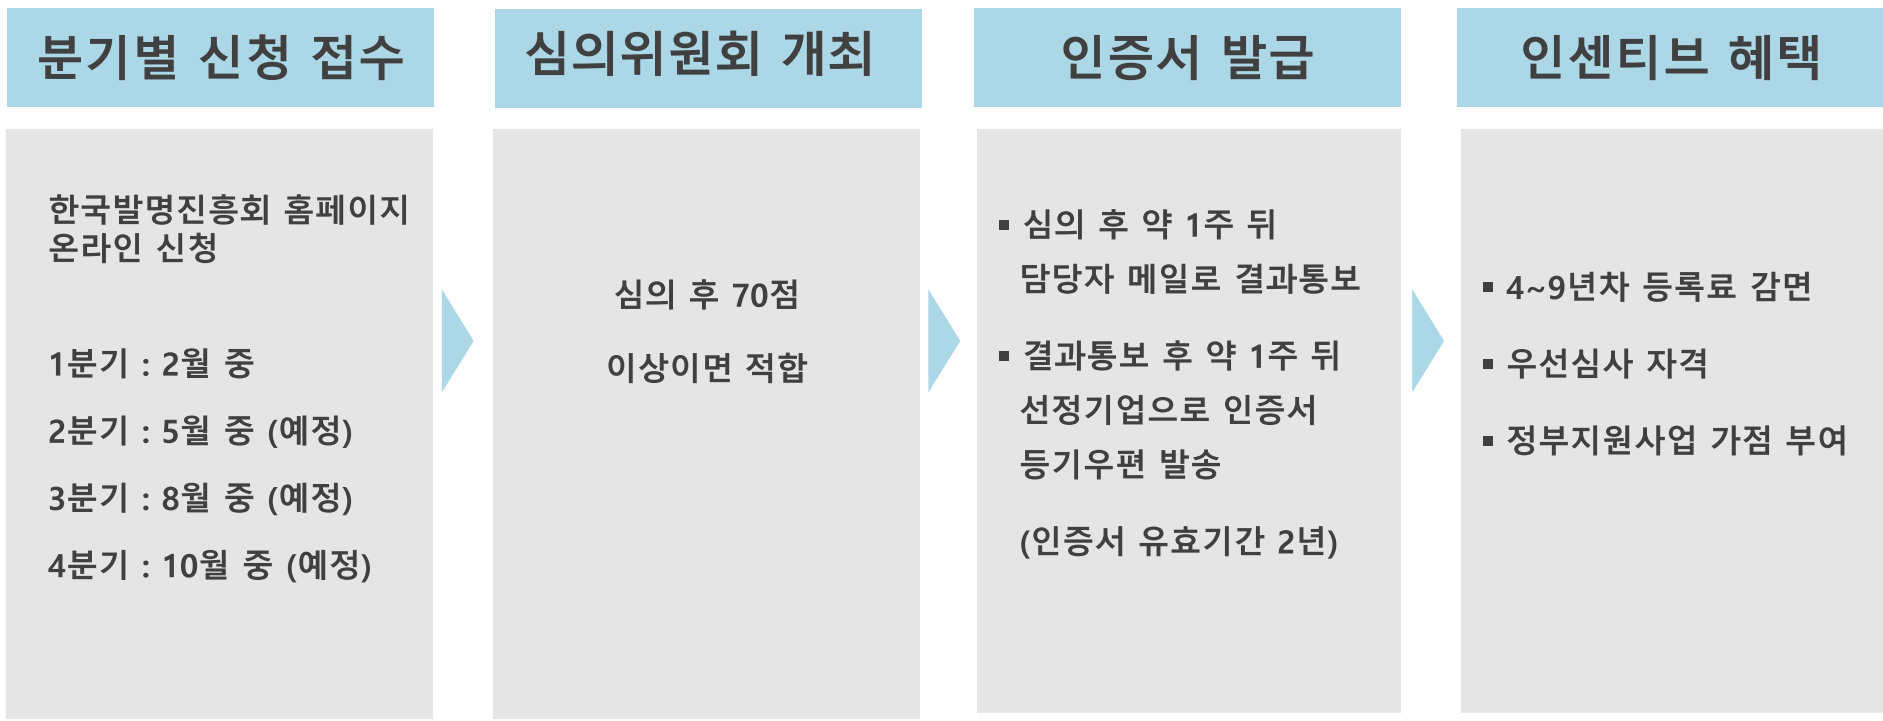 분기별 신청 접수
한국발명진흥회 홈페이지
온라인 신청
1분기 : 2월 중
2분기 : 5월 중 (예정)
3분기 : 8월 중 (예정)
4분기 : 10월 중 (예정)
심의위원회 개최
심의 후 70점
이상이면 적합
인증서 발급
▪ 심의 후 약 1주 뒤
담당자 메일로 결과통보
▪ 결과통보 후 약 1주 뒤
선정기업으로 인증서
등기우편 발송
(인증서 유효기간 2년)
인센티브 혜택
▪ 4~9년차 등록료 감면
▪ 우선심사 자격
▪ 정부지원사업 가점 부여